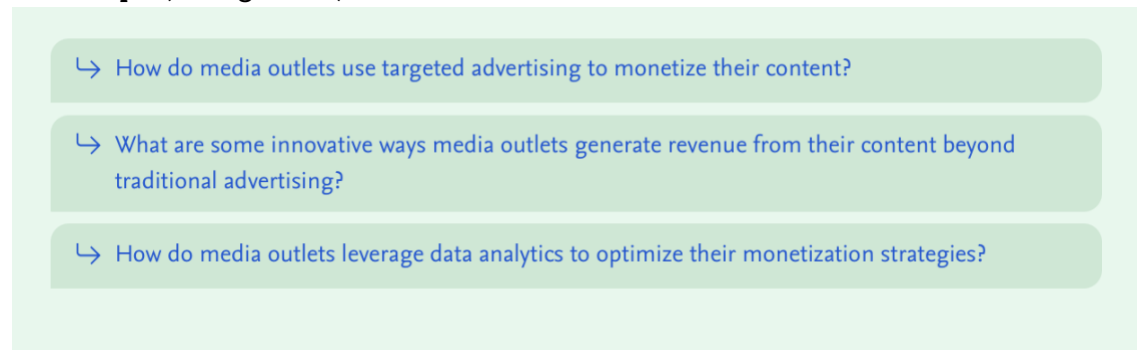 How do media outlets use targeted advertising to monetize their content?
What are some innovative ways media outlets generate revenue from their content beyond
traditional advertising?
How do media outlets leverage data analytics to optimize their monetization strategies?